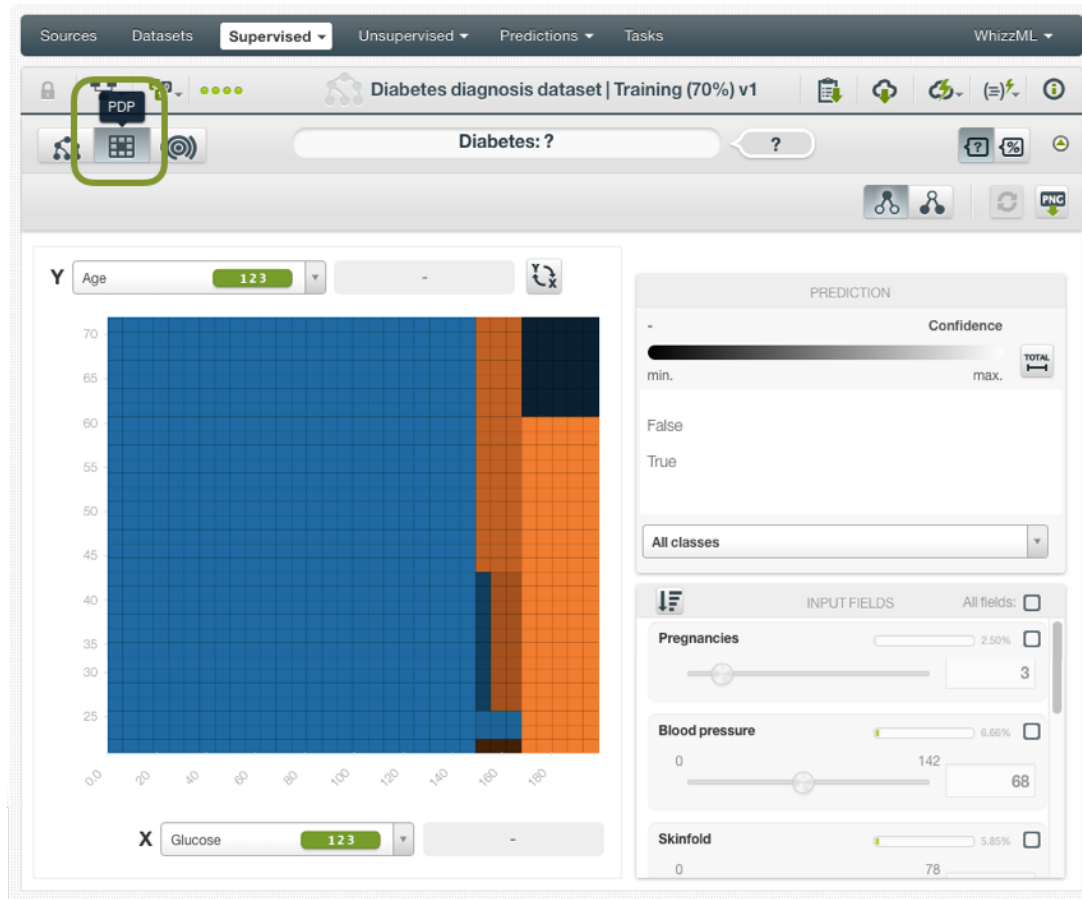 Sources Datasets Supervised Unsupervised Predictions Tasks WhizzML
Diabetes diagnosis dataset | Training (70%) v1
PDP
Diabetes: ?
?
? %
PNG
Y Age 123 - Y X
PREDICTION
- Confidence
TOTAL
min. max.
False
True
All classes
70
65
60
55
50
45
40
35
30
25
0.0 20 40 60 80 100 120 140 160 180
X Glucose 123 -
INPUT FIELDS All fields:
Pregnancies 2.50%
3
Blood pressure 6.66%
0 142
68
Skinfold 5.85%
0 78